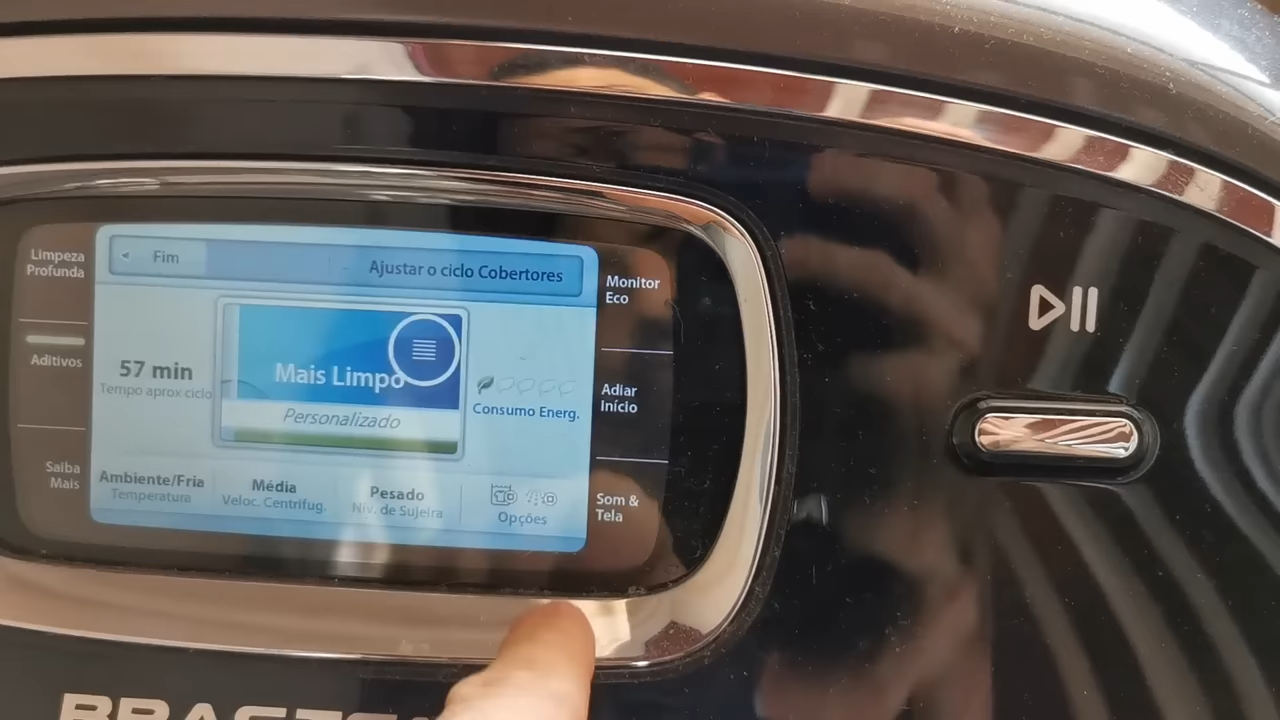 Limpeza
Profunda
Aditivos
Saiba
Mais
Fim
Ajustar o ciclo Cobertores
57 min
Tempo aprox ciclo
Mais Limpo
Personalizado
Consumo Energ.
Ambiente/Fria
Temperatura
Média
Veloc. Centrifug.
Pesado
Nív. de Sujeira
Opções
Monitor
Eco
Adiar
Início
Som &
Tela